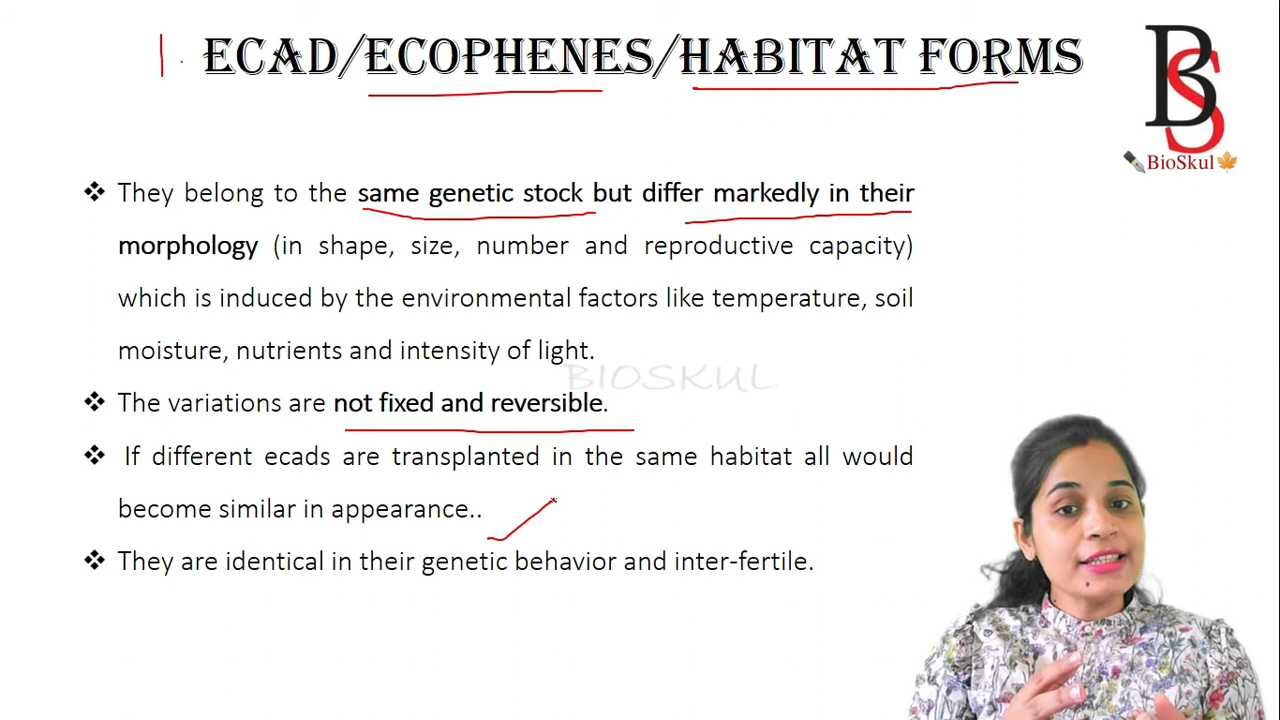 ECAD/ECOPHENES/HABITAT FORMS
BS
BioSkul
❖ They belong to the same genetic stock but differ markedly in their
morphology (in shape, size, number and reproductive capacity)
which is induced by the environmental factors like temperature, soil
moisture, nutrients and intensity of light.
BIOSKUL
❖ The variations are not fixed and reversible.
❖ If different ecads are transplanted in the same habitat all would
become similar in appearance..
❖ They are identical in their genetic behavior and inter-fertile.